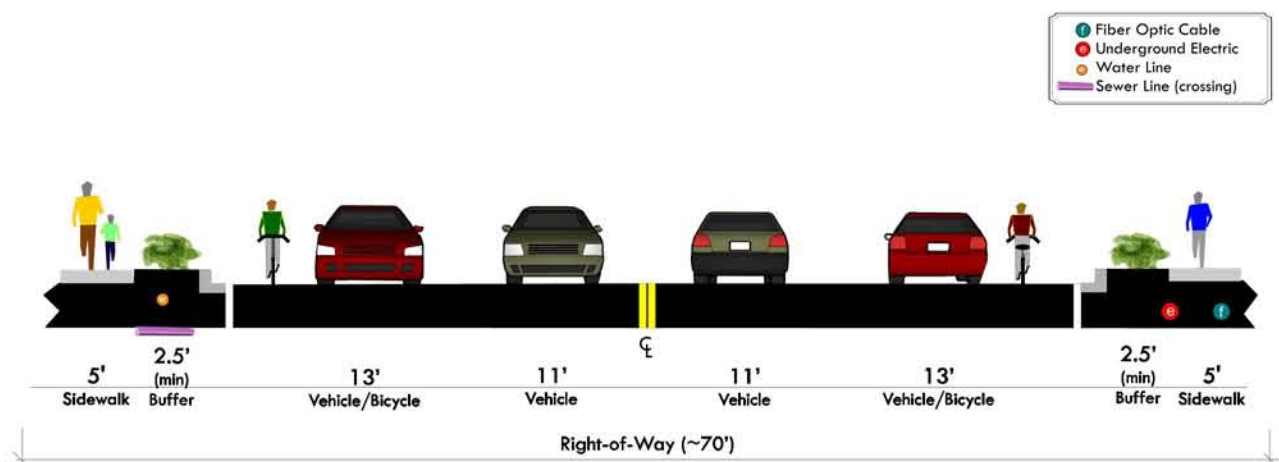 f Fiber Optic Cable
e Underground Electric
Water Line
Sewer Line (crossing)
e f
℄
5' 2.5' 13' 11' 11' 13' 2.5' 5'
(min) (min)
Sidewalk Buffer Vehicle/Bicycle Vehicle Vehicle Vehicle/Bicycle Buffer Sidewalk
Right-of-Way (~70')